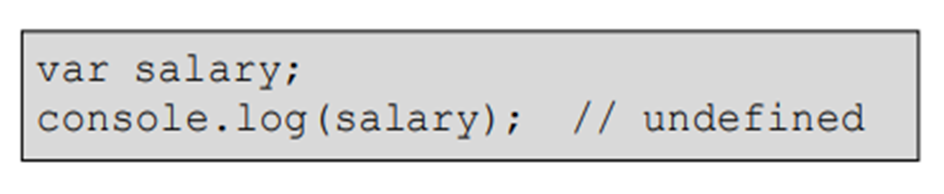 var salary;
console.log(salary);  // undefined